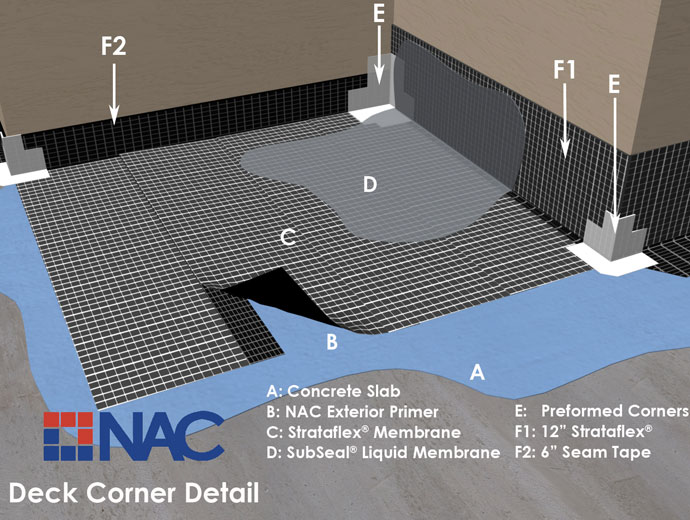 E
F2
F1
E
D
C
B
A
A: Concrete Slab
B: NAC Exterior Primer
C: Strataflex® Membrane
D: SubSeal® Liquid Membrane
E: Preformed Corners
F1: 12” Strataflex®
F2: 6” Seam Tape
NAC
Deck Corner Detail